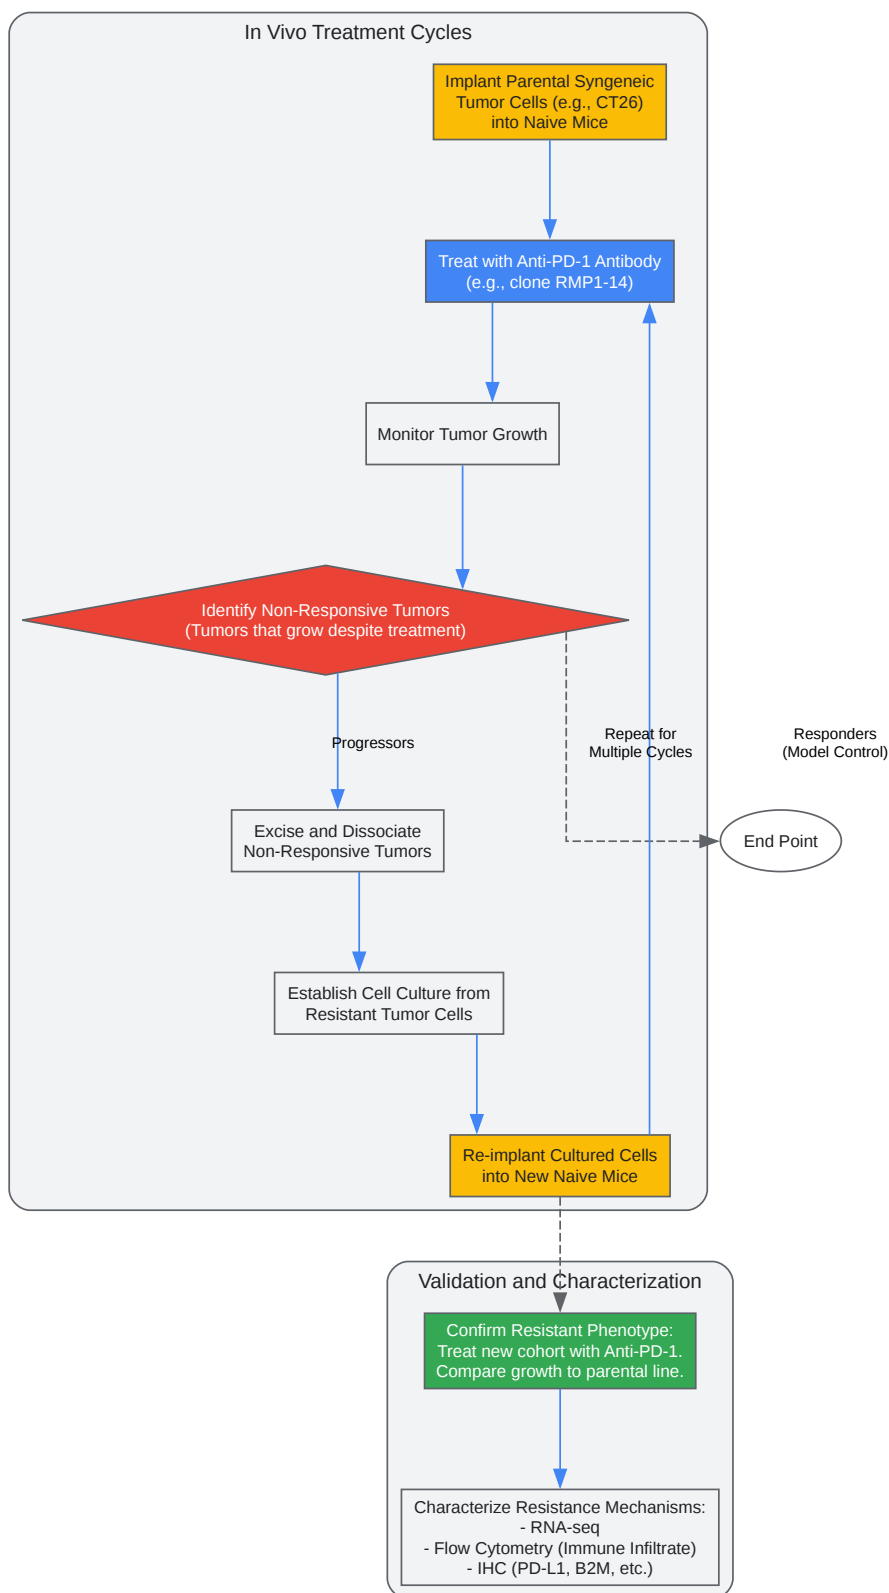 In Vivo Treatment Cycles
Implant Parental Syngeneic
Tumor Cells (e.g., CT26)
into Naive Mice
Treat with Anti-PD-1 Antibody
(e.g., clone RMP1-14)
Monitor Tumor Growth
Identify Non-Responsive Tumors
(Tumors that grow despite treatment)
Progressors
Repeat for
Multiple Cycles
Responders
(Model Control)
Excise and Dissociate
Non-Responsive Tumors
End Point
Establish Cell Culture from
Resistant Tumor Cells
Re-implant Cultured Cells
into New Naive Mice
Validation and Characterization
Confirm Resistant Phenotype:
Treat new cohort with Anti-PD-1.
Compare growth to parental line.
Characterize Resistance Mechanisms:
- RNA-seq
- Flow Cytometry (Immune Infiltrate)
- IHC (PD-L1, B2M, etc.)